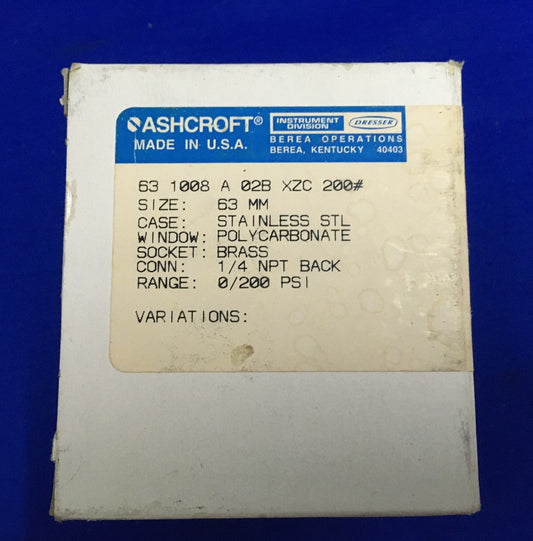 ASHCROFT®
MADE IN U.S.A.
INSTRUMENT
DIVISION
DRESSER
BEREA OPERATIONS
BEREA, KENTUCKY 40403
63 1008 A 02B XZC 200#
SIZE: 63 MM
CASE: STAINLESS STL
WINDOW: POLYCARBONATE
SOCKET: BRASS
CONN: 1/4 NPT BACK
RANGE: 0/200 PSI
VARIATIONS: